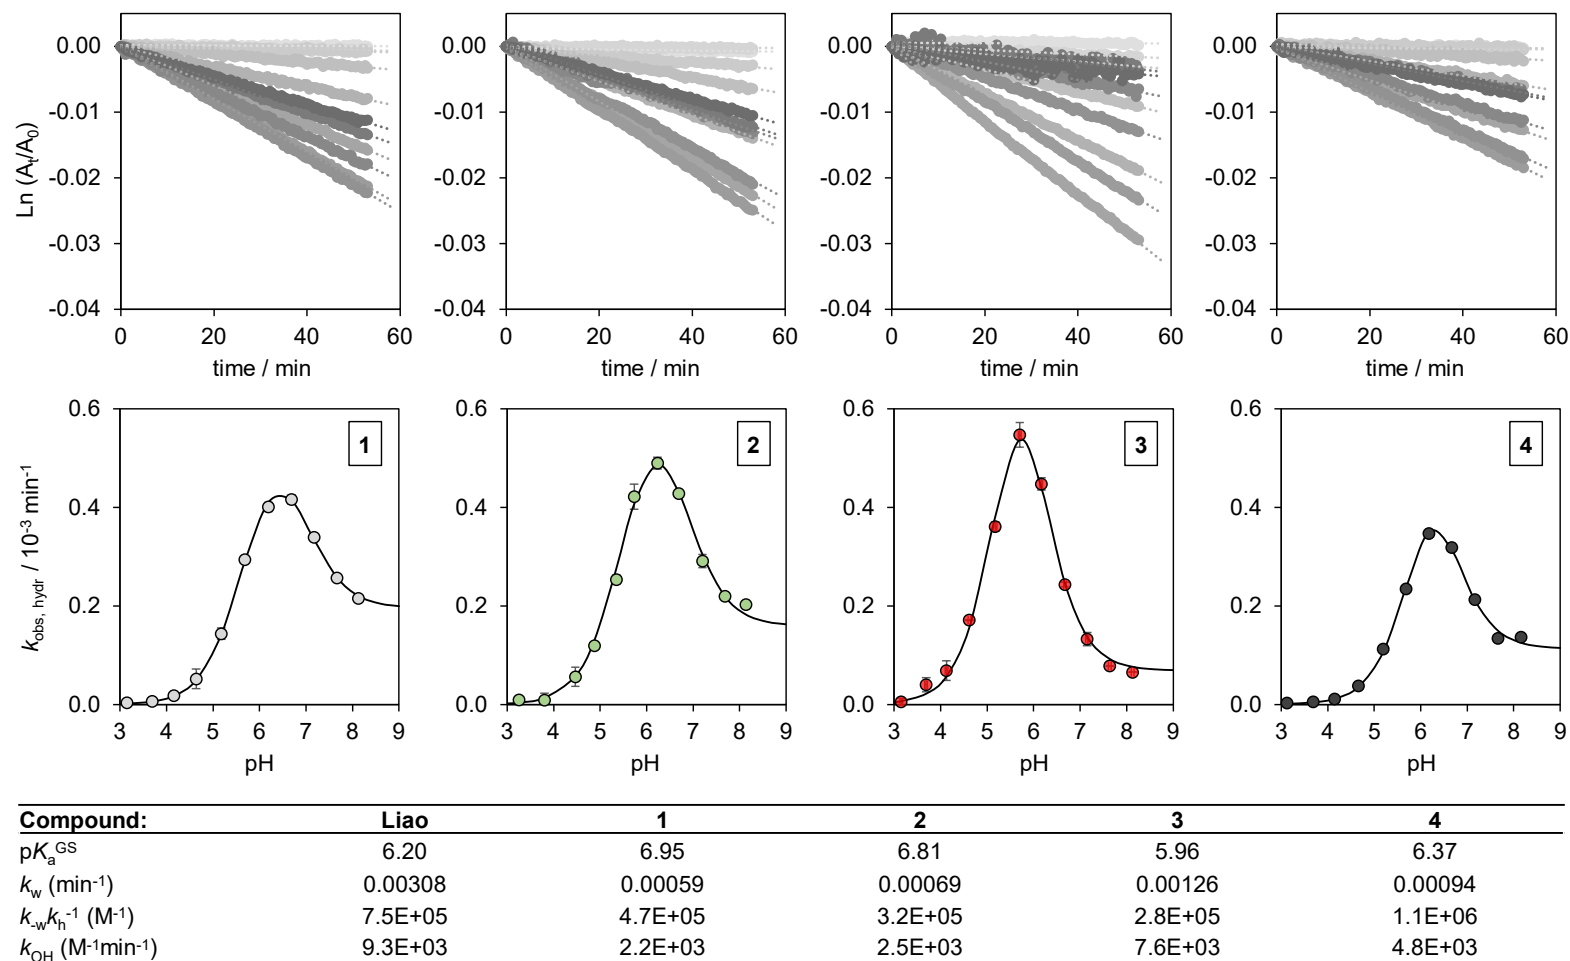 Ln (Aₜ/A₀)
0.00 0.00 0.00 0.00
-0.01 -0.01 -0.01 -0.01
-0.02 -0.02 -0.02 -0.02
-0.03 -0.03 -0.03 -0.03
-0.04 -0.04 -0.04 -0.04
0 20 40 60 0 20 40 60 0 20 40 60 0 20 40 60
time / min time / min time / min time / min
k obs, hydr / 10⁻³ min⁻¹
0.6 0.6 0.6 0.6
1 2 3 4
0.4 0.4 0.4 0.4
0.2 0.2 0.2 0.2
0.0 0.0 0.0 0.0
3 4 5 6 7 8 9 3 4 5 6 7 8 9 3 4 5 6 7 8 9 3 4 5 6 7 8 9
pH pH pH pH
Compound: Liao 1 2 3 4
pKₐᴳˢ 6.20 6.95 6.81 5.96 6.37
k_w (min⁻¹) 0.00308 0.00059 0.00069 0.00126 0.00094
k_-w k_h⁻¹ (M⁻¹) 7.5E+05 4.7E+05 3.2E+05 2.8E+05 1.1E+06
k_OH (M⁻¹min⁻¹) 9.3E+03 2.2E+03 2.5E+03 7.6E+03 4.8E+03